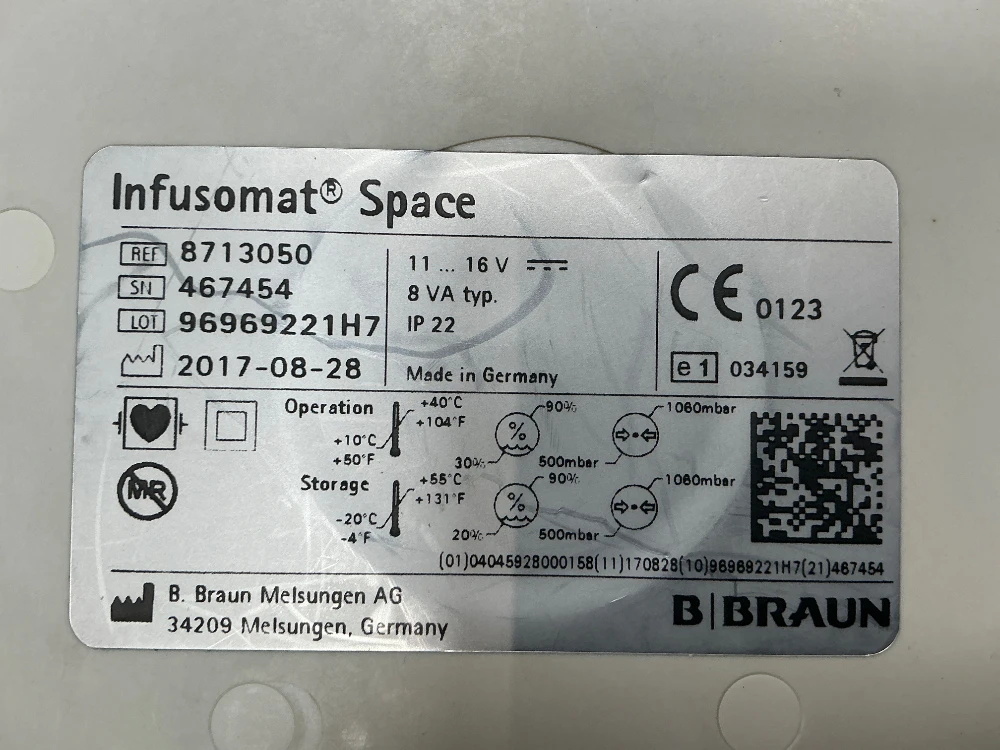 Infusomat® Space
REF 8713050
SN 467454
LOT 96969221H7
2017-08-28
11 ... 16 V
8 VA typ.
IP 22
Made in Germany
CE 0123
e1 034159
Operation
+40°C
+104°F
+10°C
+50°F
%
90%
30%
1060mbar
500mbar
MR
Storage
+55°C
+131°F
-20°C
-4°F
%
90%
20%
1060mbar
500mbar
(01)04045928000158(11)170828(10)96969221H7(21)467454
B. Braun Melsungen AG
34209 Melsungen, Germany
B|BRAUN